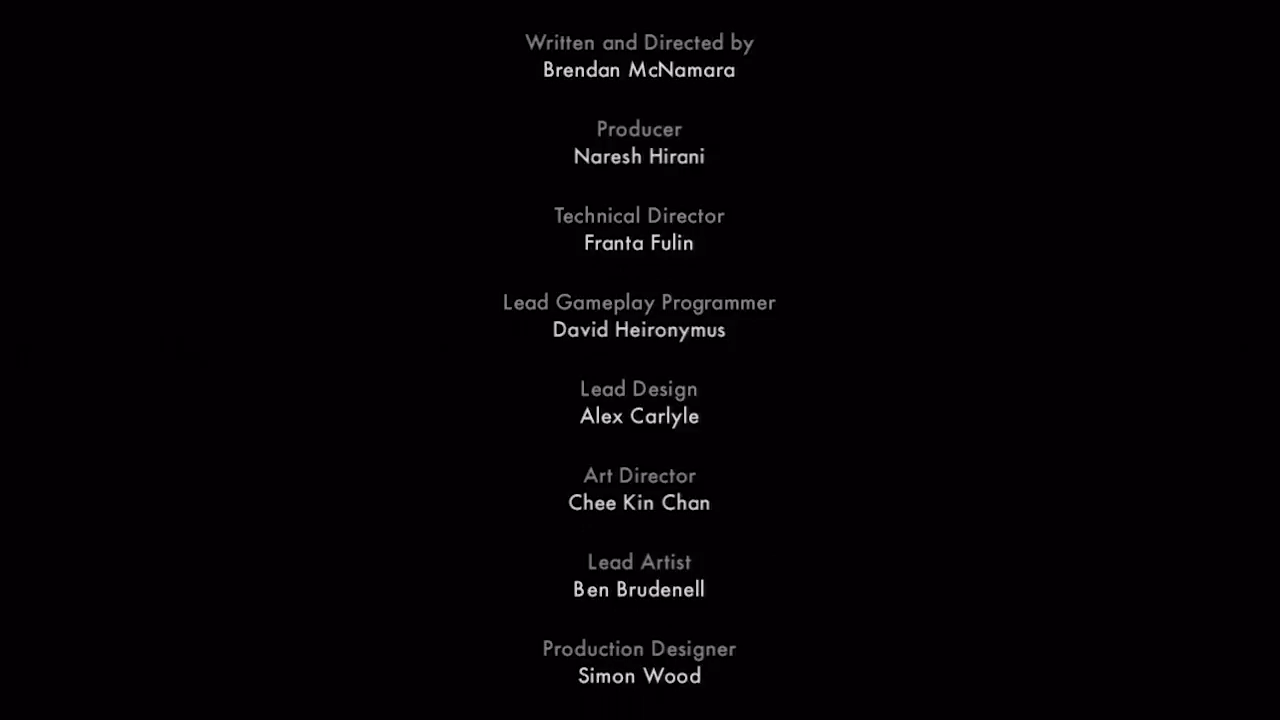 Written and Directed by
Brendan McNamara
Producer
Naresh Hirani
Technical Director
Franta Fulin
Lead Gameplay Programmer
David Heironymus
Lead Design
Alex Carlyle
Art Director
Chee Kin Chan
Lead Artist
Ben Brudenell
Production Designer
Simon Wood